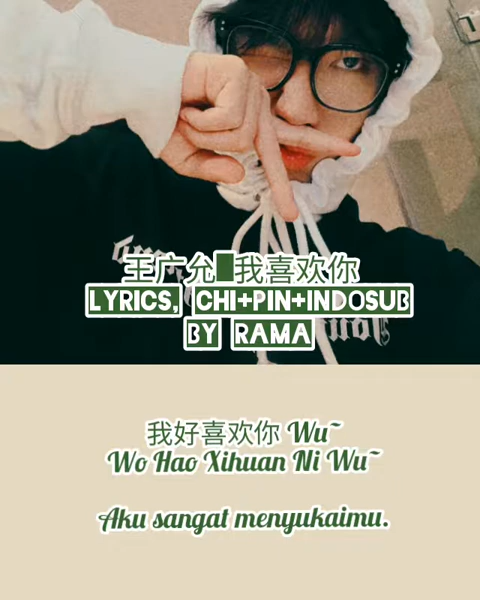 王广允█我喜欢你
LYRICS, CHI+PIN+INDOSUB
BY RAMA
我好喜欢你 Wu~
Wo Hao Xihuan Ni Wu~
Aku sangat menyukaimu.